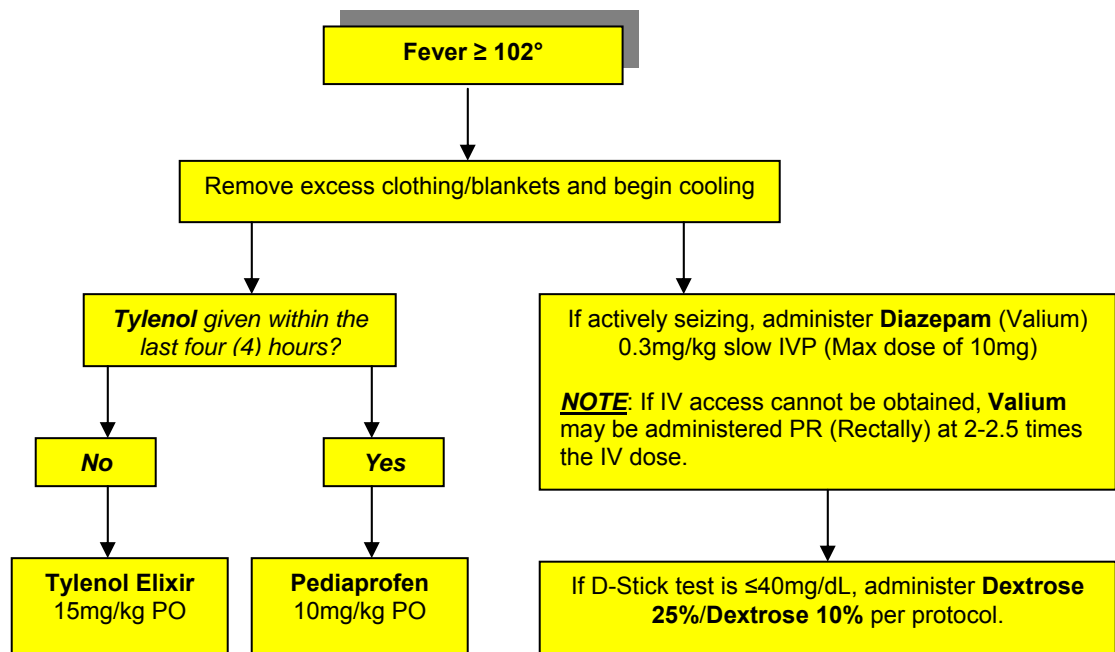 Fever ≥ 102°
Remove excess clothing/blankets and begin cooling
Tylenol given within the
last four (4) hours?
No
Yes
Tylenol Elixir
15mg/kg PO
Pediaprofen
10mg/kg PO
If actively seizing, administer Diazepam (Valium)
0.3mg/kg slow IVP (Max dose of 10mg)
NOTE: If IV access cannot be obtained, Valium
may be administered PR (Rectally) at 2-2.5 times
the IV dose.
If D-Stick test is ≤40mg/dL, administer Dextrose
25%/Dextrose 10% per protocol.